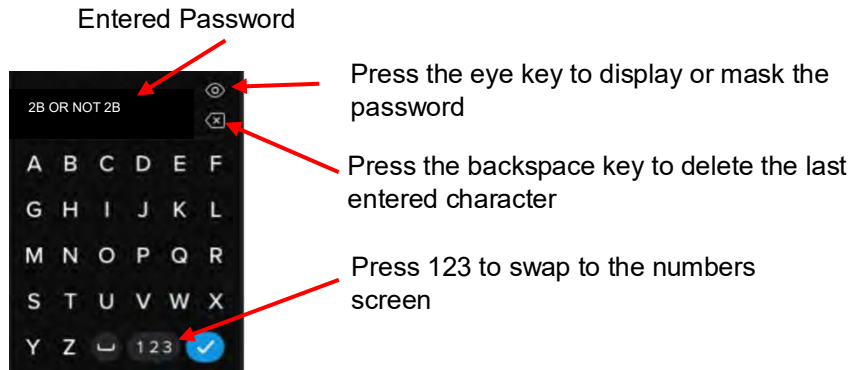 Entered Password
Press the eye key to display or mask the
password
2B OR NOT 2B
Press the backspace key to delete the last
entered character
A B C D E F
G H I J K L
M N O P Q R
Press 123 to swap to the numbers
screen
S T U V W X
Y Z 123